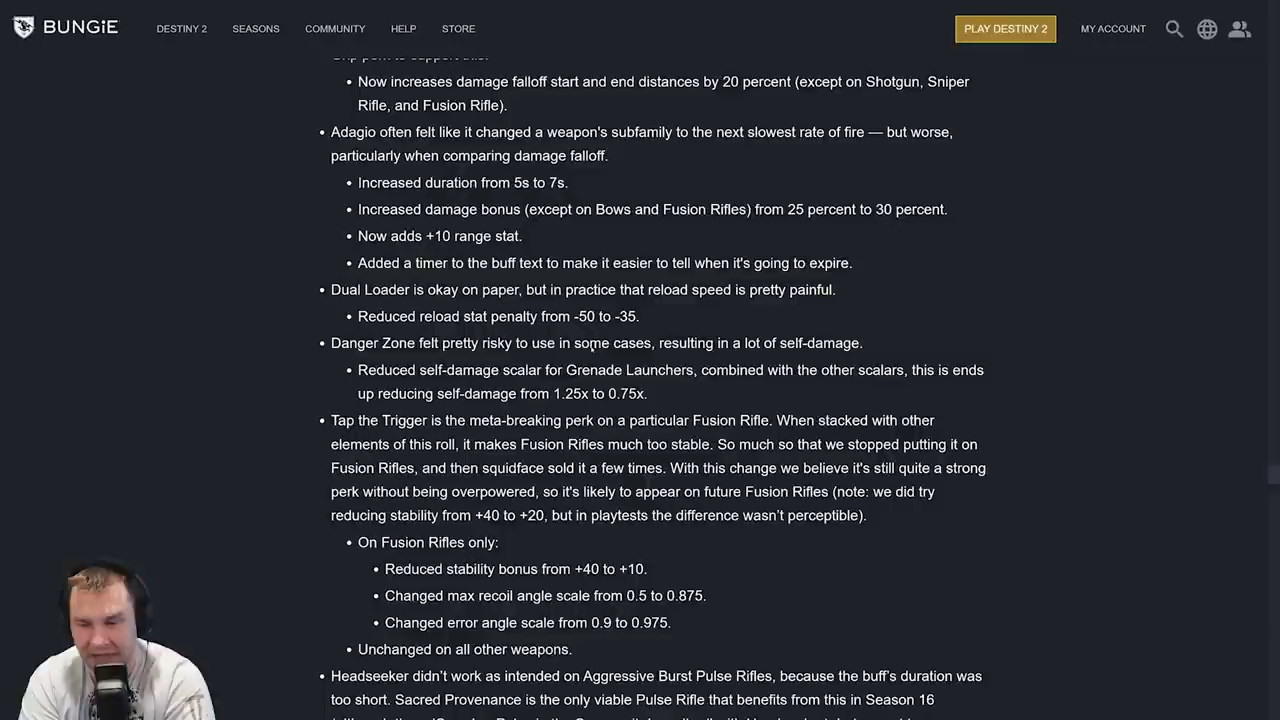 BUNGiE
DESTINY 2
SEASONS
COMMUNITY
HELP
STORE
PLAY DESTINY 2
MY ACCOUNT
• Now increases damage falloff start and end distances by 20 percent (except on Shotgun, Sniper
Rifle, and Fusion Rifle).
• Adagio often felt like it changed a weapon's subfamily to the next slowest rate of fire — but worse,
particularly when comparing damage falloff.
• Increased duration from 5s to 7s.
• Increased damage bonus (except on Bows and Fusion Rifles) from 25 percent to 30 percent.
• Now adds +10 range stat.
• Added a timer to the buff text to make it easier to tell when it's going to expire.
• Dual Loader is okay on paper, but in practice that reload speed is pretty painful.
• Reduced reload stat penalty from -50 to -35.
• Danger Zone felt pretty risky to use in some cases, resulting in a lot of self-damage.
• Reduced self-damage scalar for Grenade Launchers, combined with the other scalars, this is ends
up reducing self-damage from 1.25x to 0.75x.
• Tap the Trigger is the meta-breaking perk on a particular Fusion Rifle. When stacked with other
elements of this roll, it makes Fusion Rifles much too stable. So much so that we stopped putting it on
Fusion Rifles, and then squidface sold it a few times. With this change we believe it's still quite a strong
perk without being overpowered, so it's likely to appear on future Fusion Rifles (note: we did try
reducing stability from +40 to +20, but in playtests the difference wasn't perceptible).
• On Fusion Rifles only:
• Reduced stability bonus from +40 to +10.
• Changed max recoil angle scale from 0.5 to 0.875.
• Changed error angle scale from 0.9 to 0.975.
• Unchanged on all other weapons.
• Headseeker didn't work as intended on Aggressive Burst Pulse Rifles, because the buff's duration was
too short. Sacred Provenance is the only viable Pulse Rifle that benefits from this in Season 16